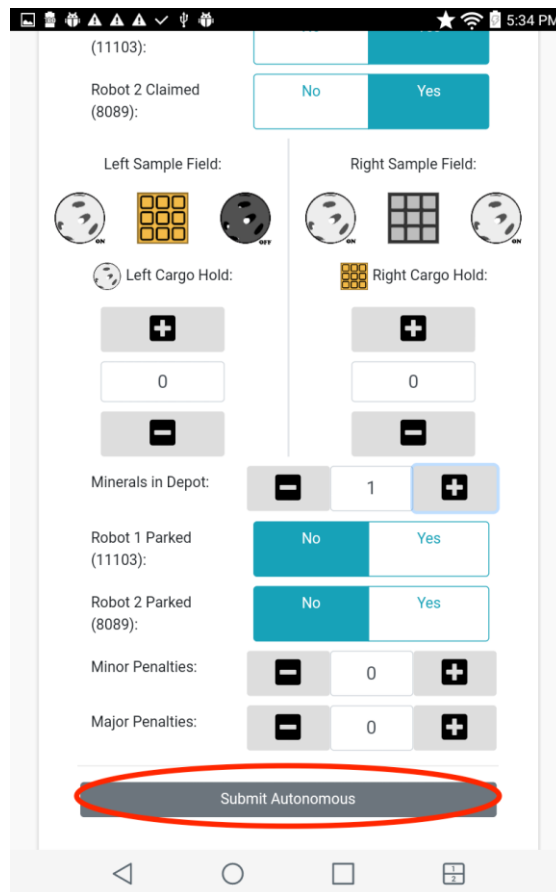 5:34 PM
(11103):
Yes
Robot 2 Claimed
(8089):
No
Yes
Left Sample Field:
Right Sample Field:
ON
OFF
ON
ON
Left Cargo Hold:
Right Cargo Hold:
0
0
Minerals in Depot:
1
Robot 1 Parked
(11103):
No
Yes
Robot 2 Parked
(8089):
No
Yes
Minor Penalties:
0
Major Penalties:
0
Submit Autonomous
1
2